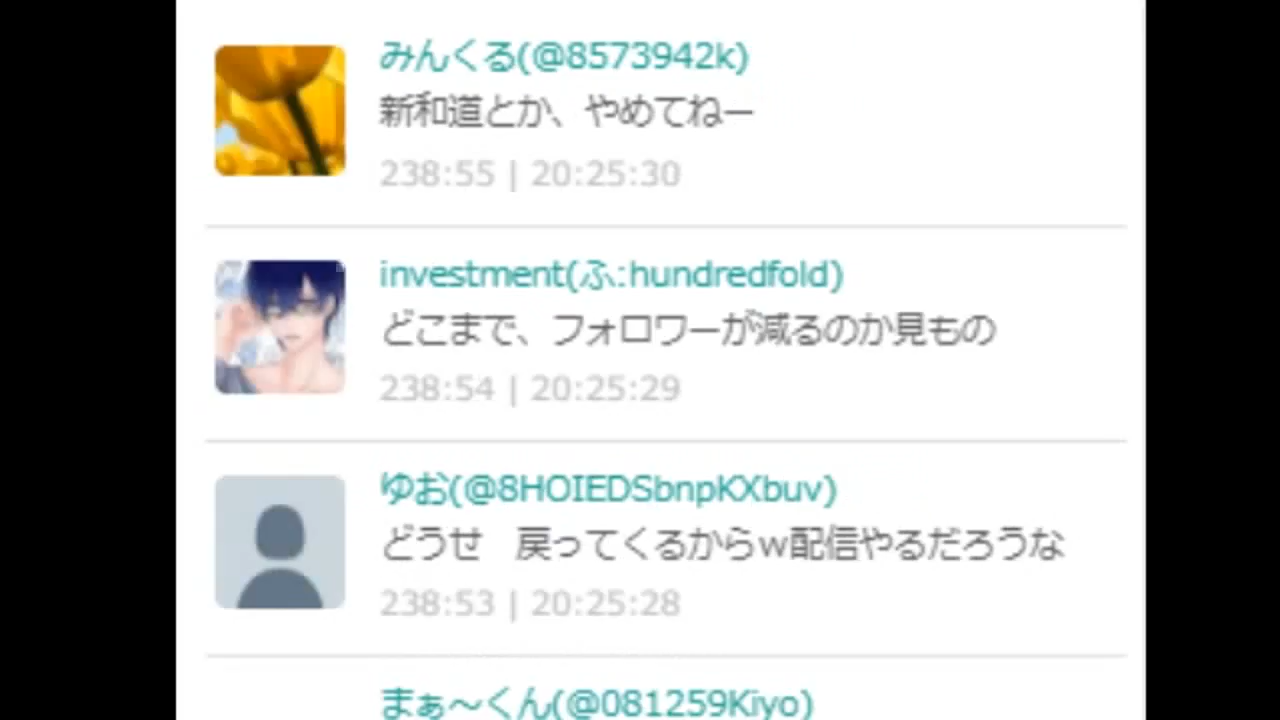 みんくる(@8573942k)
新和道とか、やめてねー
238:55 | 20:25:30
investment(ふ:hundredfold)
どこまで、フォロワーが減るのか見もの
238:54 | 20:25:29
ゆお(@8HOIEDSbnpKXbuv)
どうせ　戻ってくるからw配信やるだろうな
238:53 | 20:25:28
まぁ～くん(@081259Kiyo)